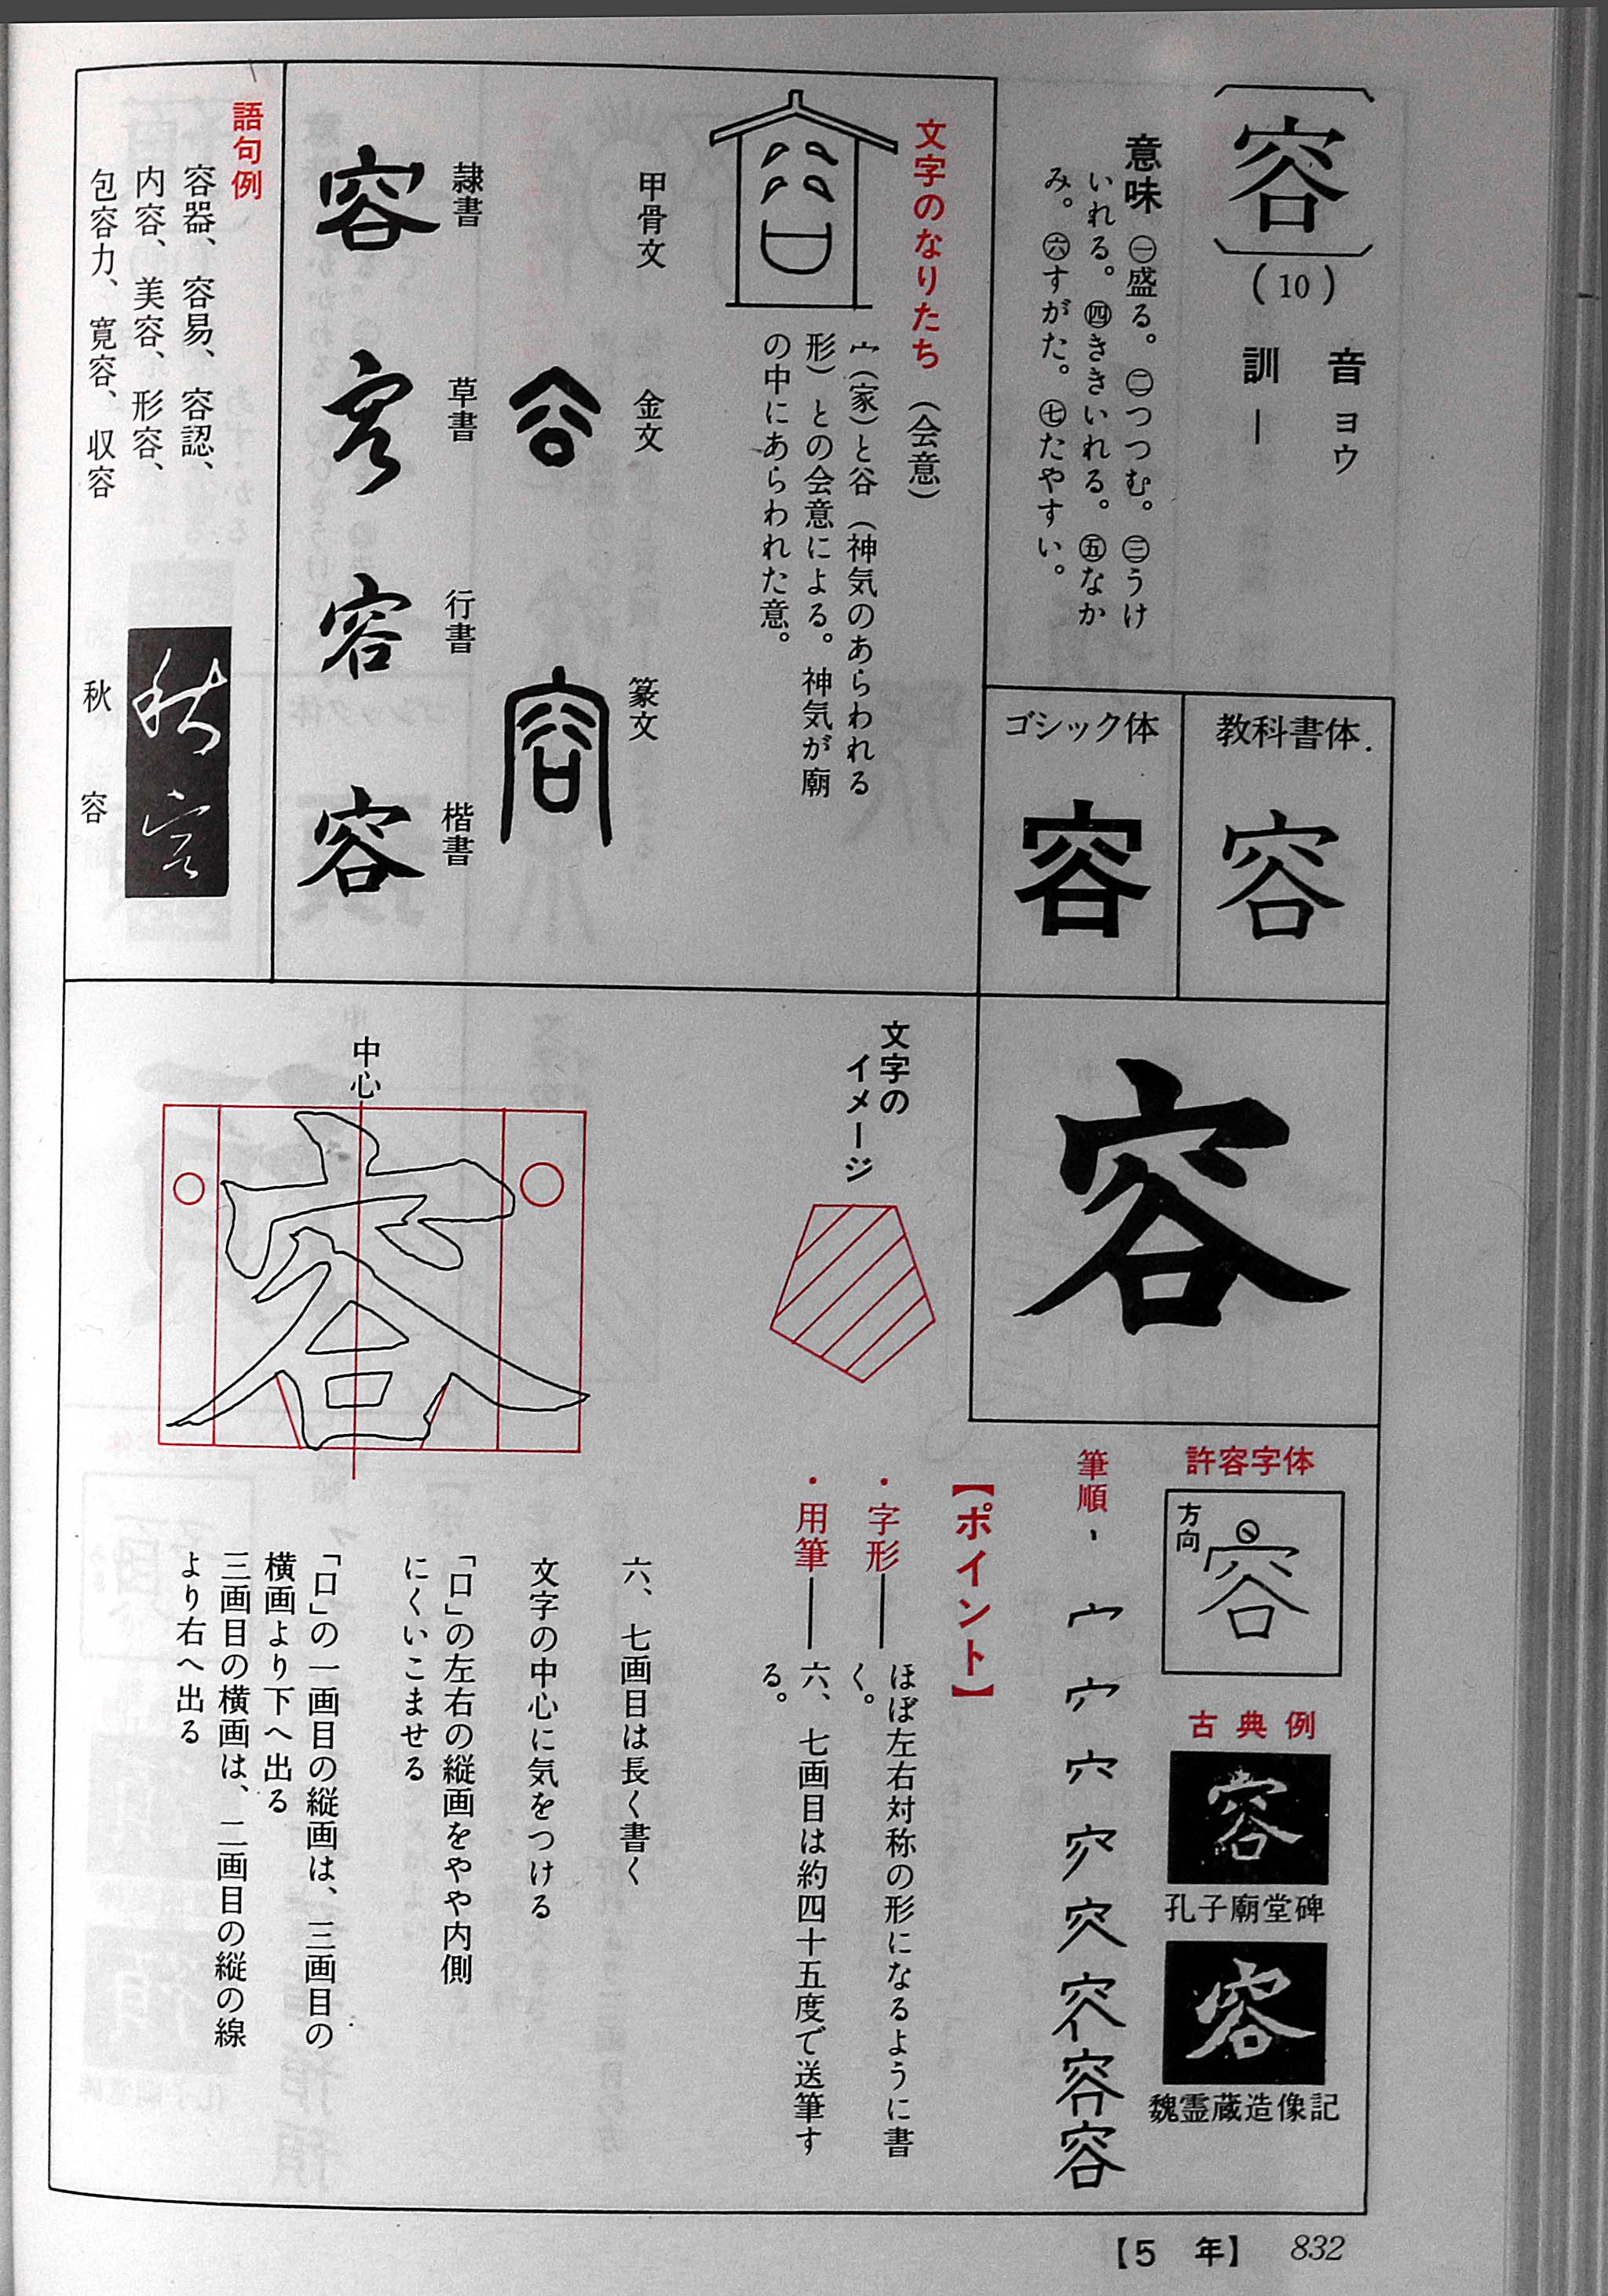 容
(10)
音 ヨウ
訓 ―
意味 ㊀盛る。㊁つつむ。㊂うけ
いれる。㊃ききいれる。㊄なか
み。㊅すがた。㊆たやすい。
教科書体
容
ゴシック体
容
文字のなりたち (会意)
宀(家)と谷(神気のあらわれる
形)との会意による。神気が廟
の中にあらわれた意。
甲骨文
金文
篆文
容
隷書
容
草書
容
行書
容
楷書
容
語句例
容器、容易、容認、
内容、美容、形容、
包容力、寛容、収容
秋容
秋 容
容
文字の
イメージ
中心
許容字体
方向
容
古典例
容
孔子廟堂碑
容
魏霊蔵造像記
筆順
【ポイント】
・字形―ほぼ左右対称の形になるように書
く。
・用筆―六、七画目は約四十五度で送筆す
る。
六、七画目は長く書く
文字の中心に気をつける
「口」の左右の縦画をやや内側
にくいこませる
「口」の一画目の縦画は、三画目の
横画より下へ出る
三画目の横画は、二画目の縦の線
より右へ出る
【5 年】 832